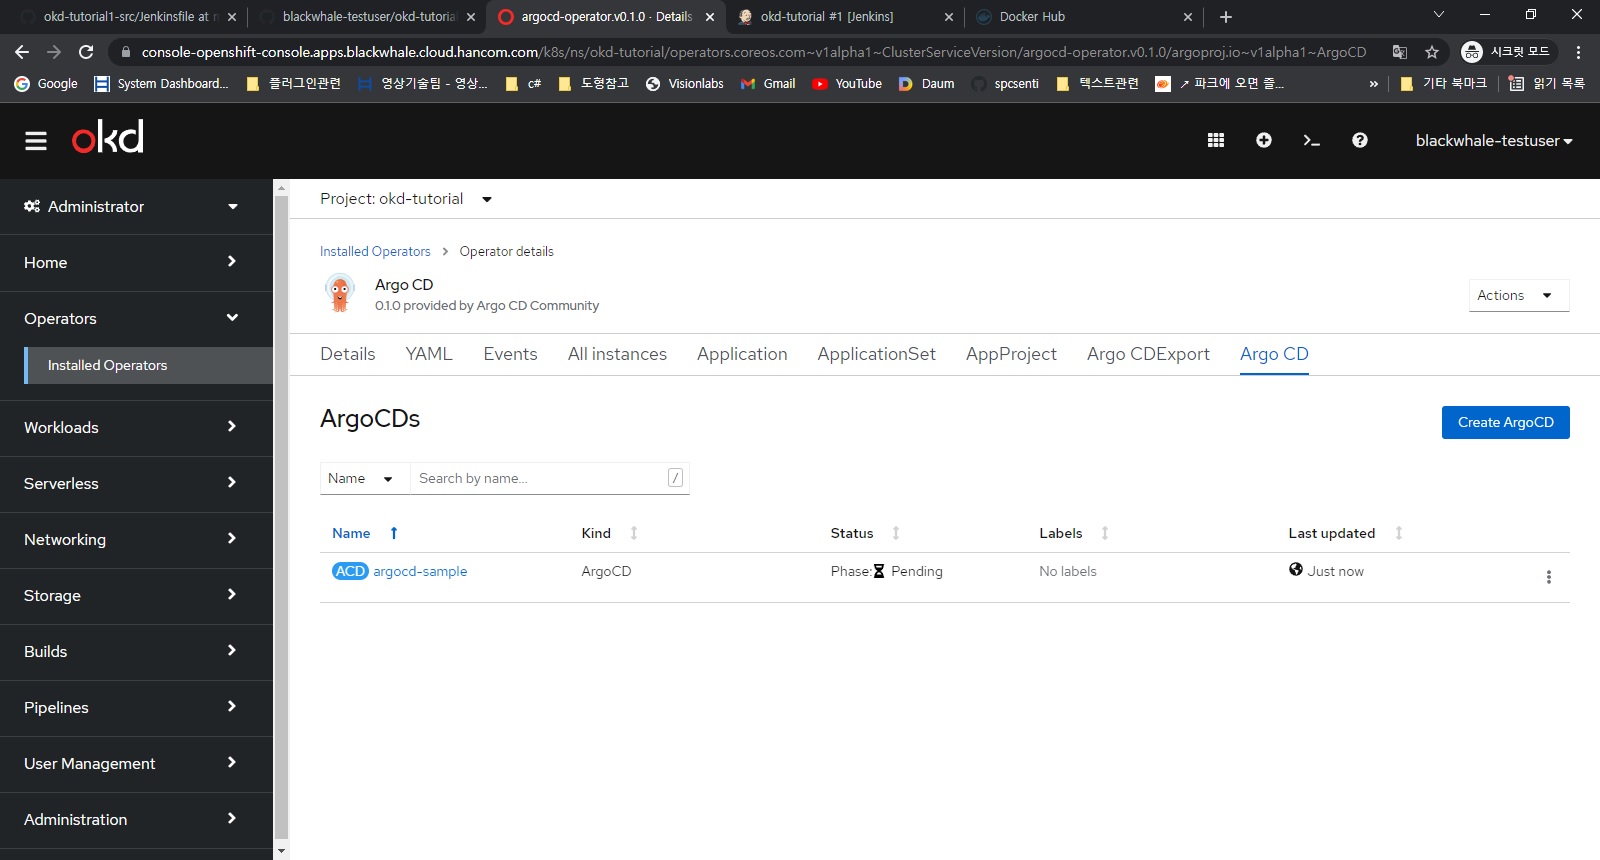 okd-tutorial1-src/Jenkinsfile at m
blackwhale-testuser/okd-tutorial
argocd-operator.v0.1.0 · Details
okd-tutorial #1 [Jenkins]
Docker Hub
console-openshift-console.apps.blackwhale.cloud.hancom.com/k8s/ns/okd-tutorial/operators.coreos.com~v1alpha1~ClusterServiceVersion/argocd-operator.v0.1.0/argoproj.io~v1alpha1~ArgoCD
시크릿 모드
Google
System Dashboard...
플러그인관련
영상기술팀 - 영상...
c#
도형참고
Visionlabs
Gmail
YouTube
Daum
spcsenti
텍스트관련
↗ 파크에 오면 즐...
»
기타 북마크
읽기 목록
okd
blackwhale-testuser
Administrator
Home
Operators
Installed Operators
Workloads
Serverless
Networking
Storage
Builds
Pipelines
User Management
Administration
Project: okd-tutorial
Installed Operators > Operator details
Argo CD
0.1.0 provided by Argo CD Community
Actions
Details YAML Events All instances Application ApplicationSet AppProject Argo CDExport Argo CD
ArgoCDs
Create ArgoCD
Name Search by name... /
Name Kind Status Labels Last updated
ACD argocd-sample ArgoCD Phase: Pending No labels Just now